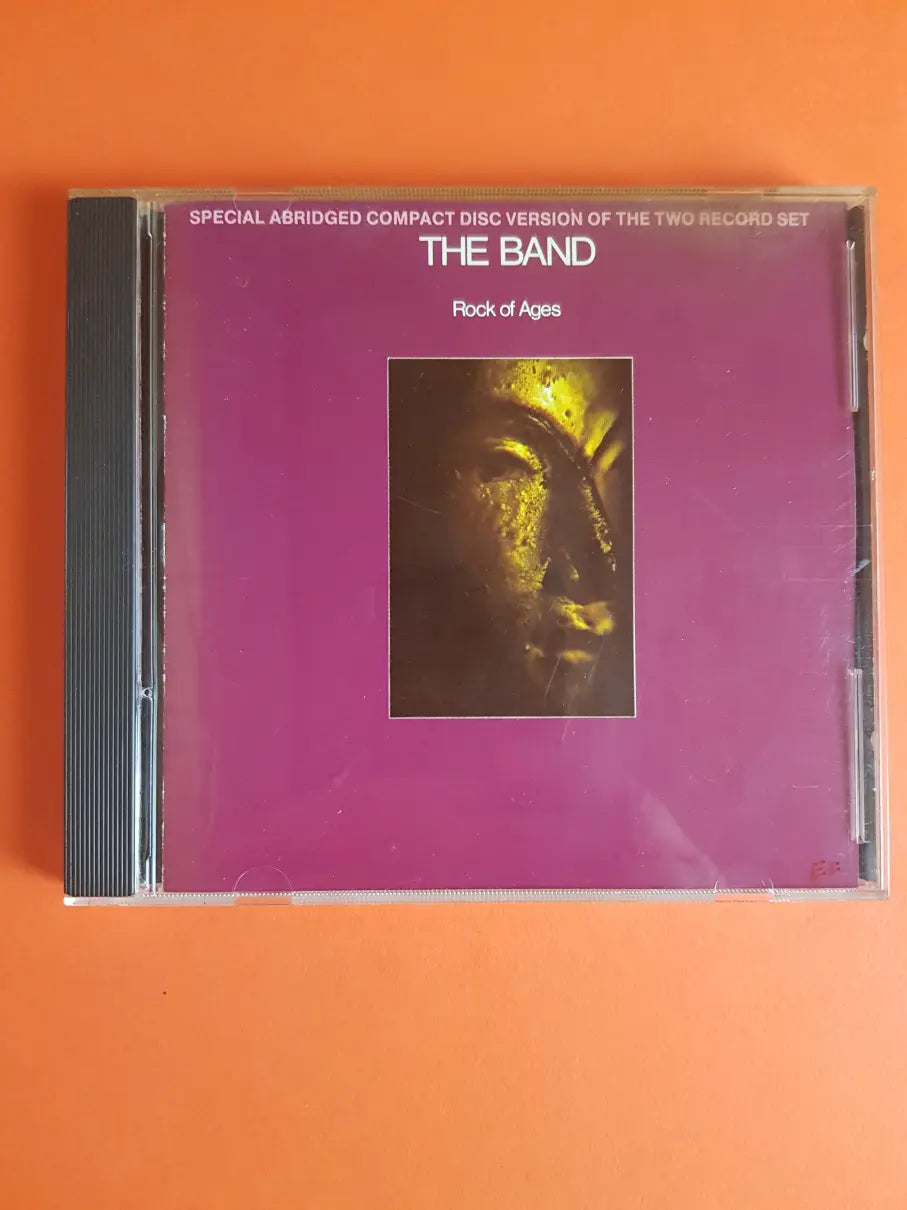 SPECIAL ABRIDGED COMPACT DISC VERSION OF THE TWO RECORD SET
THE BAND
Rock of Ages